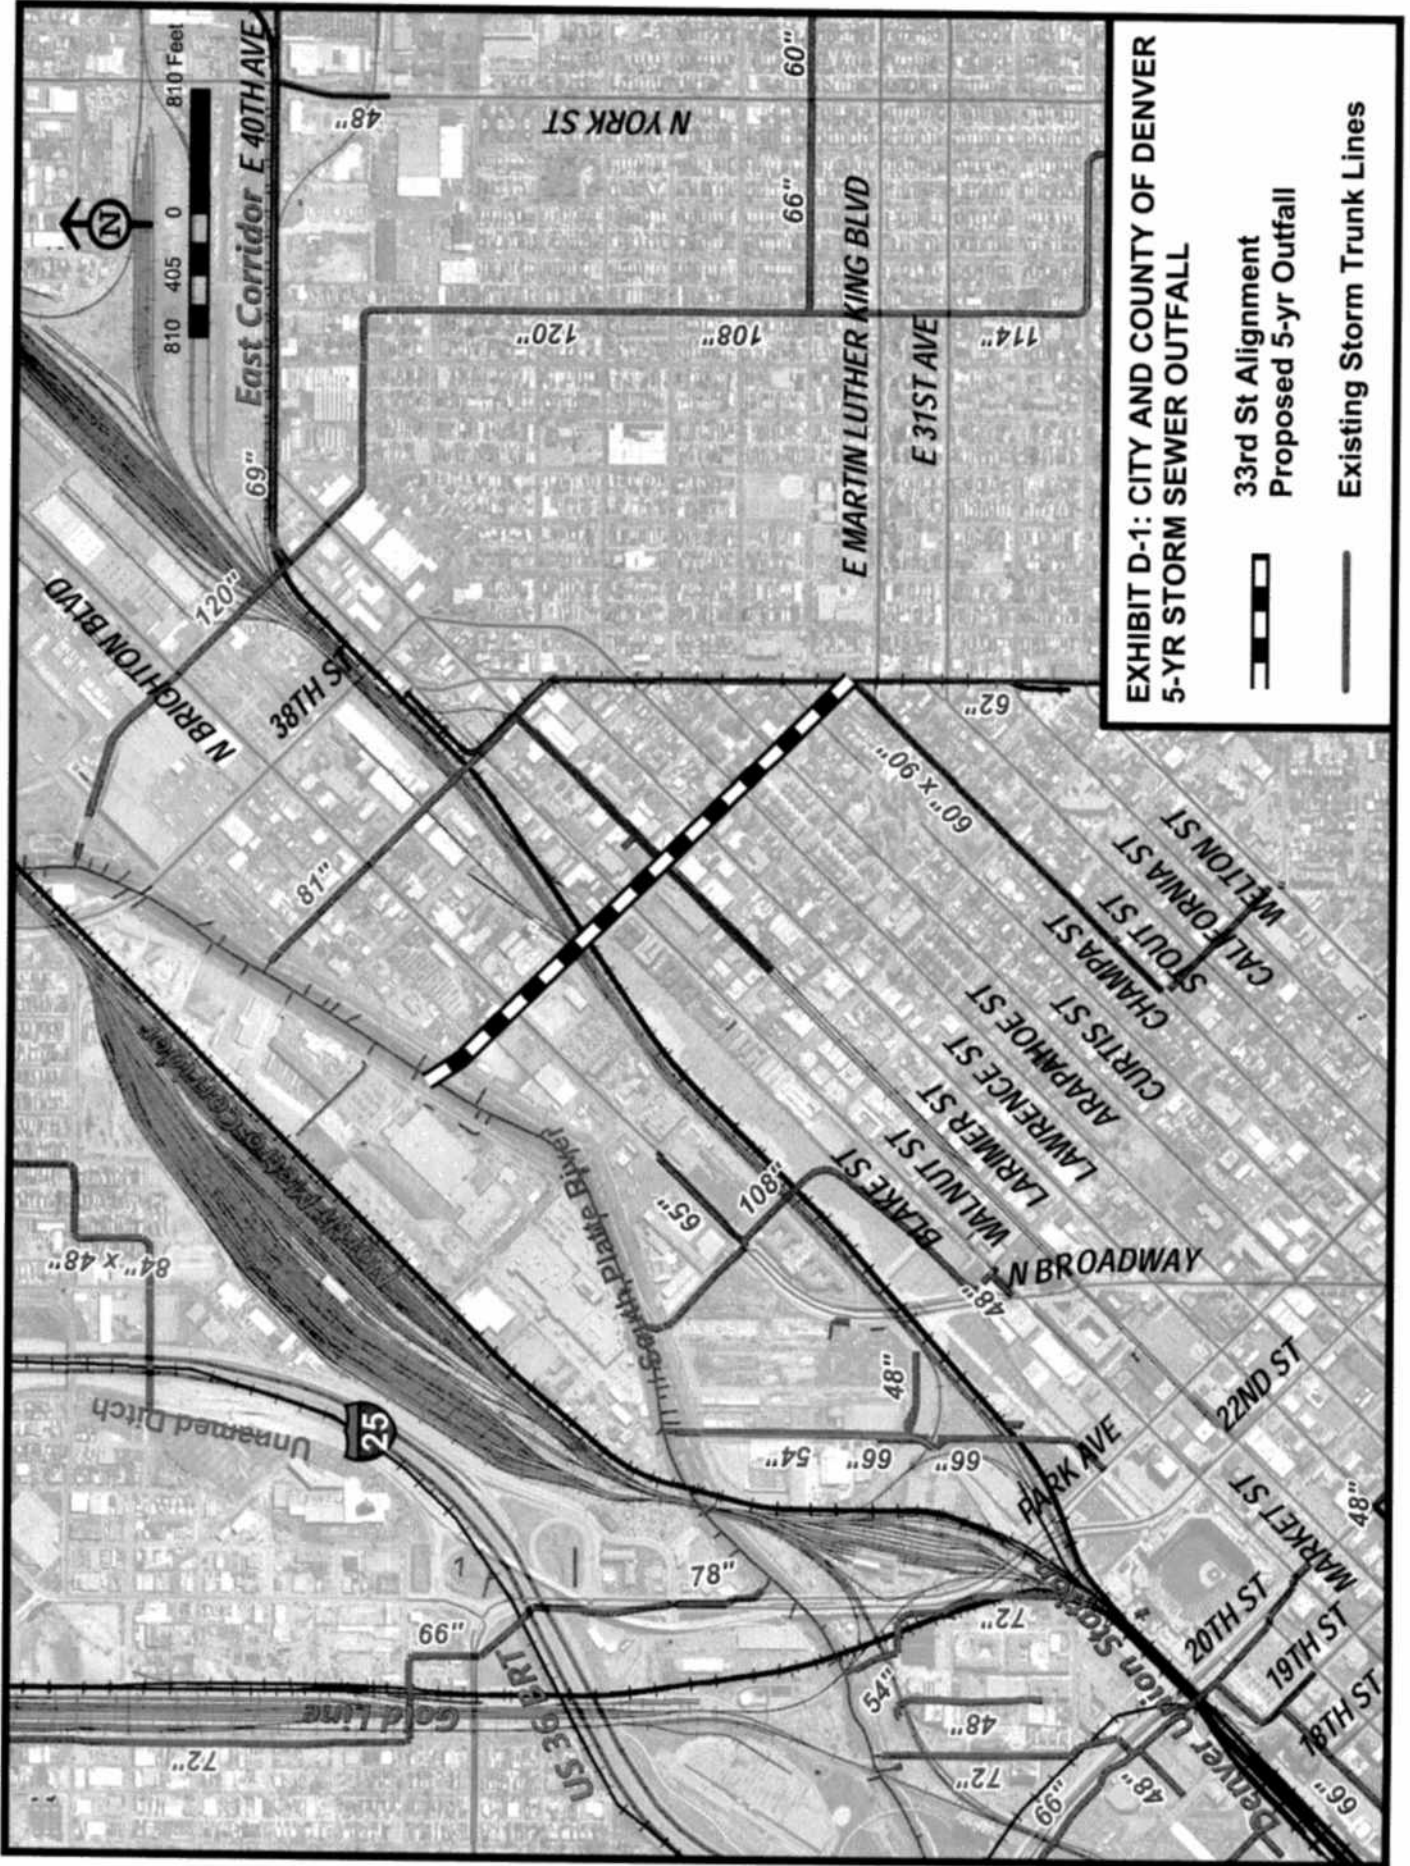 EXHIBIT D-1: CITY AND COUNTY OF DENVER
5-YR STORM SEWER OUTFALL
33rd St Alignment
Proposed 5-yr Outfall
Existing Storm Trunk Lines
N
810 405 0 810 Feet
East Corridor E 40TH AVE
69"
48"
N YORK ST
60"
66"
120"
108"
114"
E MARTIN LUTHER KING BLVD
E 31ST AVE
N BRIGHTON BLVD
120"
38TH ST
81"
62"
60" x 90"
WELTON ST
CALIFORNIA ST
STOUT ST
CHAMPA ST
CURTIS ST
ARAPAHOE ST
LAWRENCE ST
LARIMER ST
WALNUT ST
BLAKE ST
N BROADWAY
48"
108"
65"
South Platte River
84" x 48"
Unnamed Ditch
25
48"
54"
66"
66"
PARK AVE
22ND ST
MARKET ST
48"
20TH ST
19TH ST
18TH ST
66"
Denver Union Station
72"
78"
66"
US 36 BRT
Gold Line
72"
54"
48"
72"
48"
66"